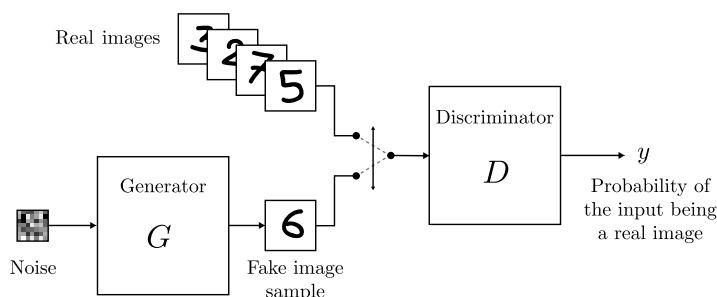 Real images
3
2
7
5
Discriminator
D
y
Probability of
the input being
a real image
Generator
G
6
Noise
Fake image
sample